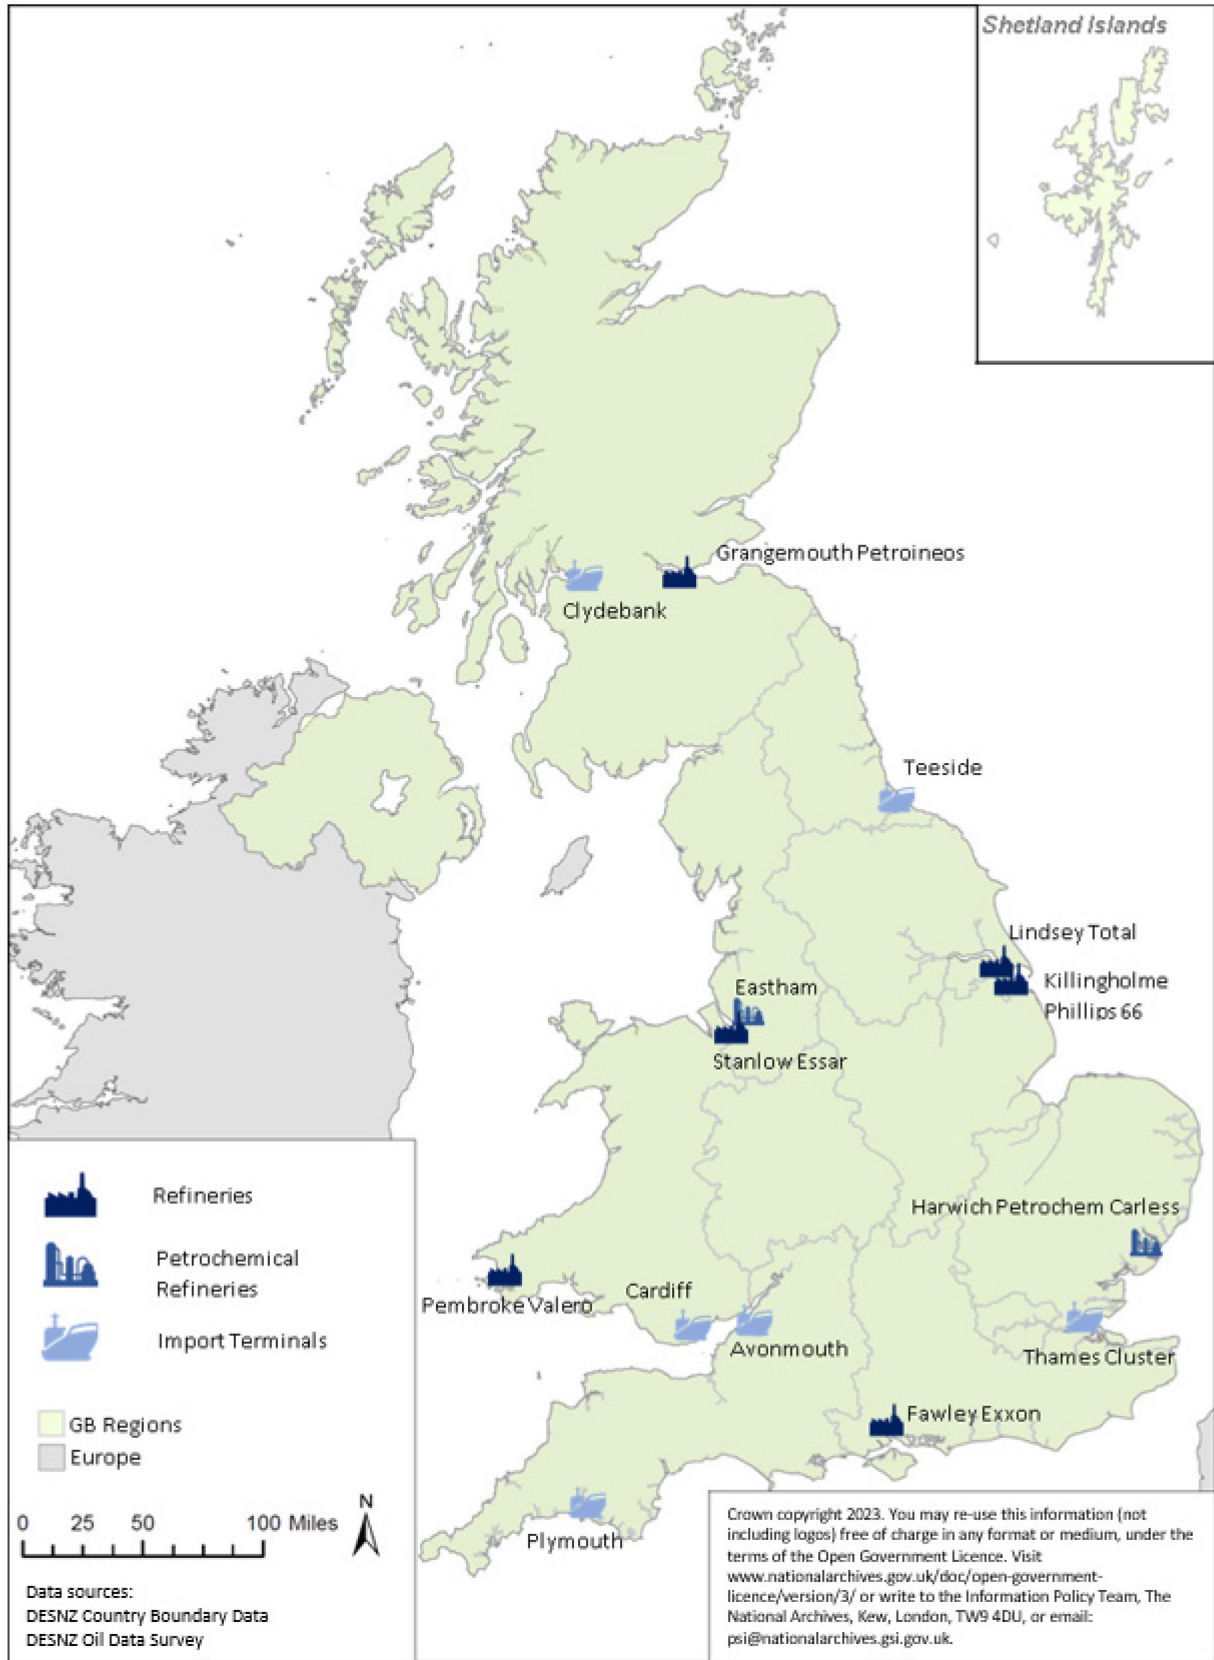 Shetland Islands
Grangemouth Petroineos
Clydebank
Teeside
Lindsey Total
Killingholme
Phillips 66
Eastham
Stanlow Essar
Harwich Petrochem Carless
Pembroke Valero
Cardiff
Avonmouth
Thames Cluster
Fawley Exxon
Plymouth
Refineries
Petrochemical
Refineries
Import Terminals
GB Regions
Europe
0 25 50 100 Miles
N
Data sources:
DESNZ Country Boundary Data
DESNZ Oil Data Survey
Crown copyright 2023. You may re-use this information (not
including logos) free of charge in any format or medium, under the
terms of the Open Government Licence. Visit
www.nationalarchives.gov.uk/doc/open-government-
licence/version/3/ or write to the Information Policy Team, The
National Archives, Kew, London, TW9 4DU, or email:
psi@nationalarchives.gsi.gov.uk.